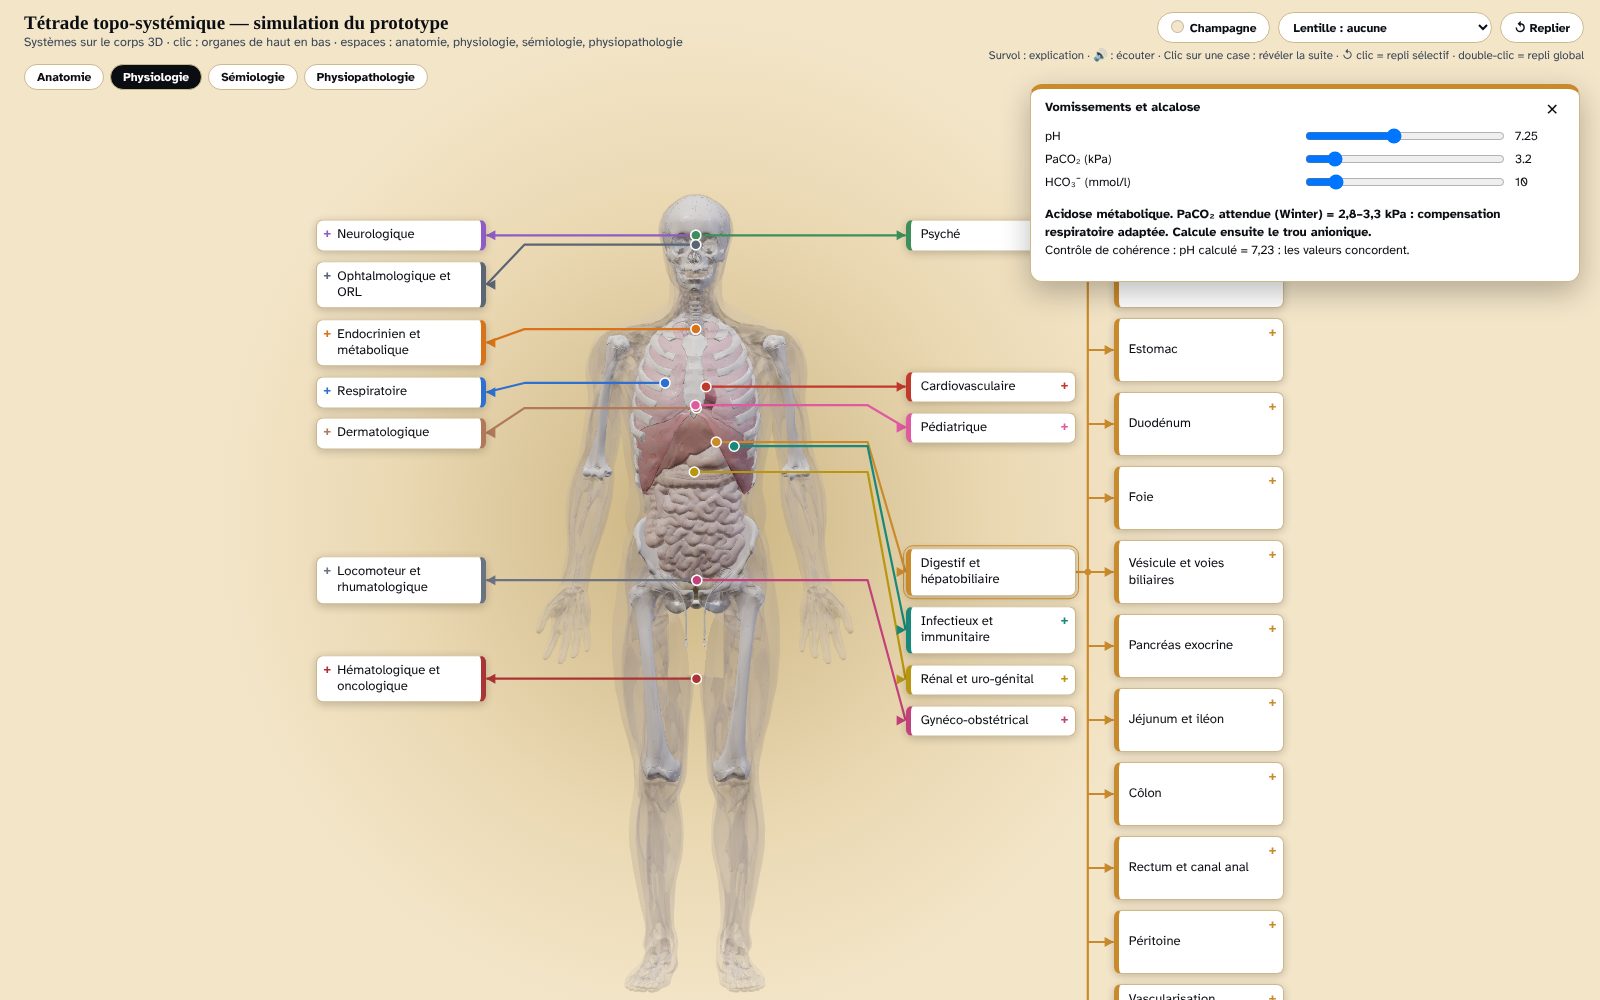 Tétrade topo-systémique — simulation du prototype
Systèmes sur le corps 3D · clic : organes de haut en bas · espaces : anatomie, physiologie, sémiologie, physiopathologie
Champagne
Lentille : aucune
↺ Replier
Survol : explication · 🔊 : écouter · Clic sur une case : révéler la suite · ↺ clic = repli sélectif · double-clic = repli global
Anatomie
Physiologie
Sémiologie
Physiopathologie
Vomissements et alcalose
✕
pH
7.25
PaCO₂ (kPa)
3.2
HCO₃⁻ (mmol/l)
10
Acidose métabolique. PaCO₂ attendue (Winter) = 2,8–3,3 kPa : compensation
respiratoire adaptée. Calcule ensuite le trou anionique.
Contrôle de cohérence : pH calculé = 7,23 : les valeurs concordent.
+ Neurologique
+ Ophtalmologique et
ORL
+ Endocrinien et
métabolique
+ Respiratoire
+ Dermatologique
+ Locomoteur et
rhumatologique
+ Hématologique et
oncologique
Psyché
Cardiovasculaire +
Pédiatrique +
Digestif et
hépatobiliaire
Infectieux et +
immunitaire
Rénal et uro-génital +
Gynéco-obstétrical +
Estomac +
Duodénum +
Foie +
Vésicule et voies +
biliaires
Pancréas exocrine +
Jéjunum et iléon +
Côlon +
Rectum et canal anal +
Péritoine +
Vascularisation +